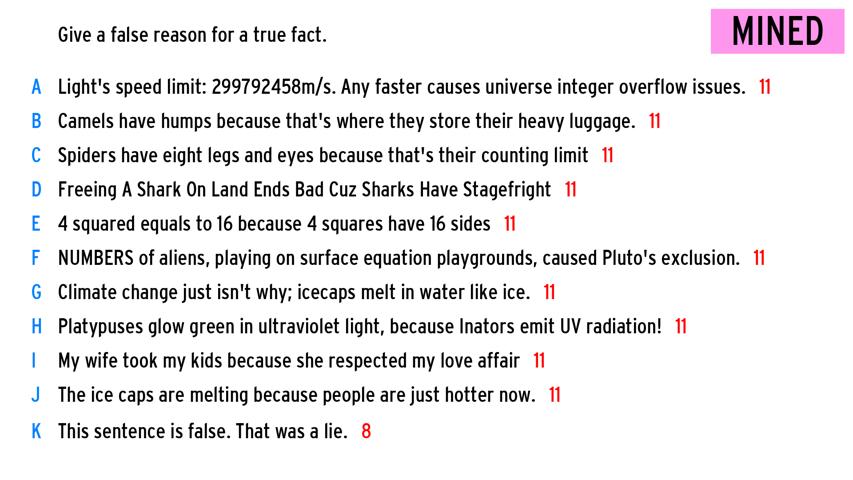 Give a false reason for a true fact.
MINED
A Light's speed limit: 299792458m/s. Any faster causes universe integer overflow issues. 11
B Camels have humps because that's where they store their heavy luggage. 11
C Spiders have eight legs and eyes because that's their counting limit 11
D Freeing A Shark On Land Ends Bad Cuz Sharks Have Stagefright 11
E 4 squared equals to 16 because 4 squares have 16 sides 11
F NUMBERS of aliens, playing on surface equation playgrounds, caused Pluto's exclusion. 11
G Climate change just isn't why; icecaps melt in water like ice. 11
H Platypuses glow green in ultraviolet light, because Inators emit UV radiation! 11
I My wife took my kids because she respected my love affair 11
J The ice caps are melting because people are just hotter now. 11
K This sentence is false. That was a lie. 8